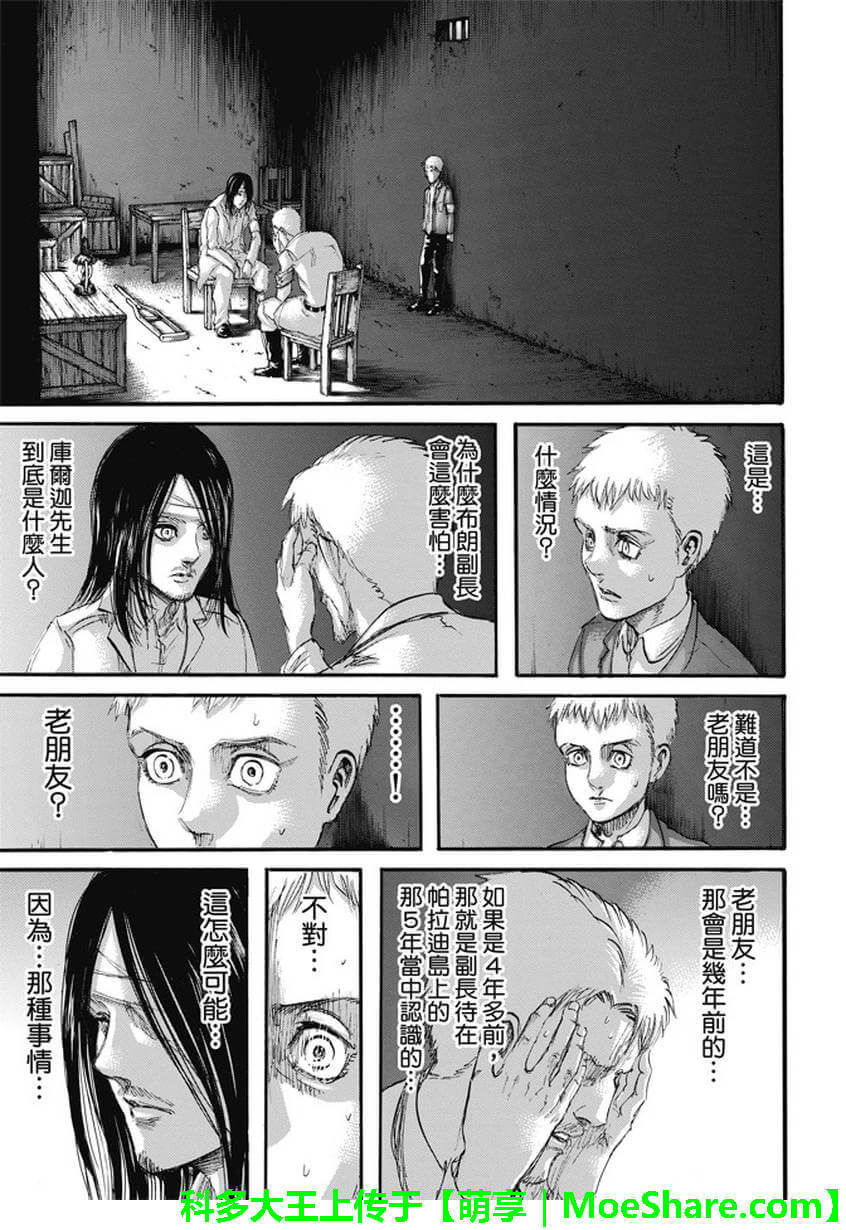 這是…
什麼情況？
為什麼布朗副長
會這麼害怕…
庫爾迦先生
到底是什麼人？
難道不是…
老朋友嗎？
……！
老朋友？
老朋友…
那會是幾年前的…
如果是４年多前，
那就是副長待在
帕拉迪島上的
那５年當中認識的…
不對…
這怎麼可能…
因為…那種事情…
科多大王上传于【萌享｜MoeShare.com】